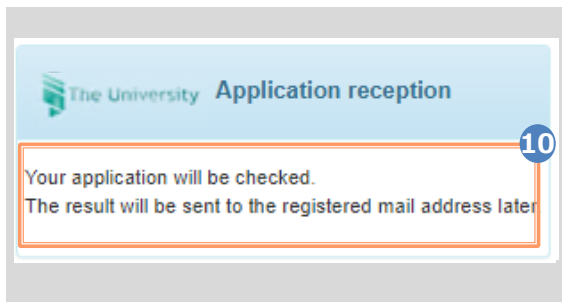 The University Application reception
10
Your application will be checked.
The result will be sent to the registered mail address later